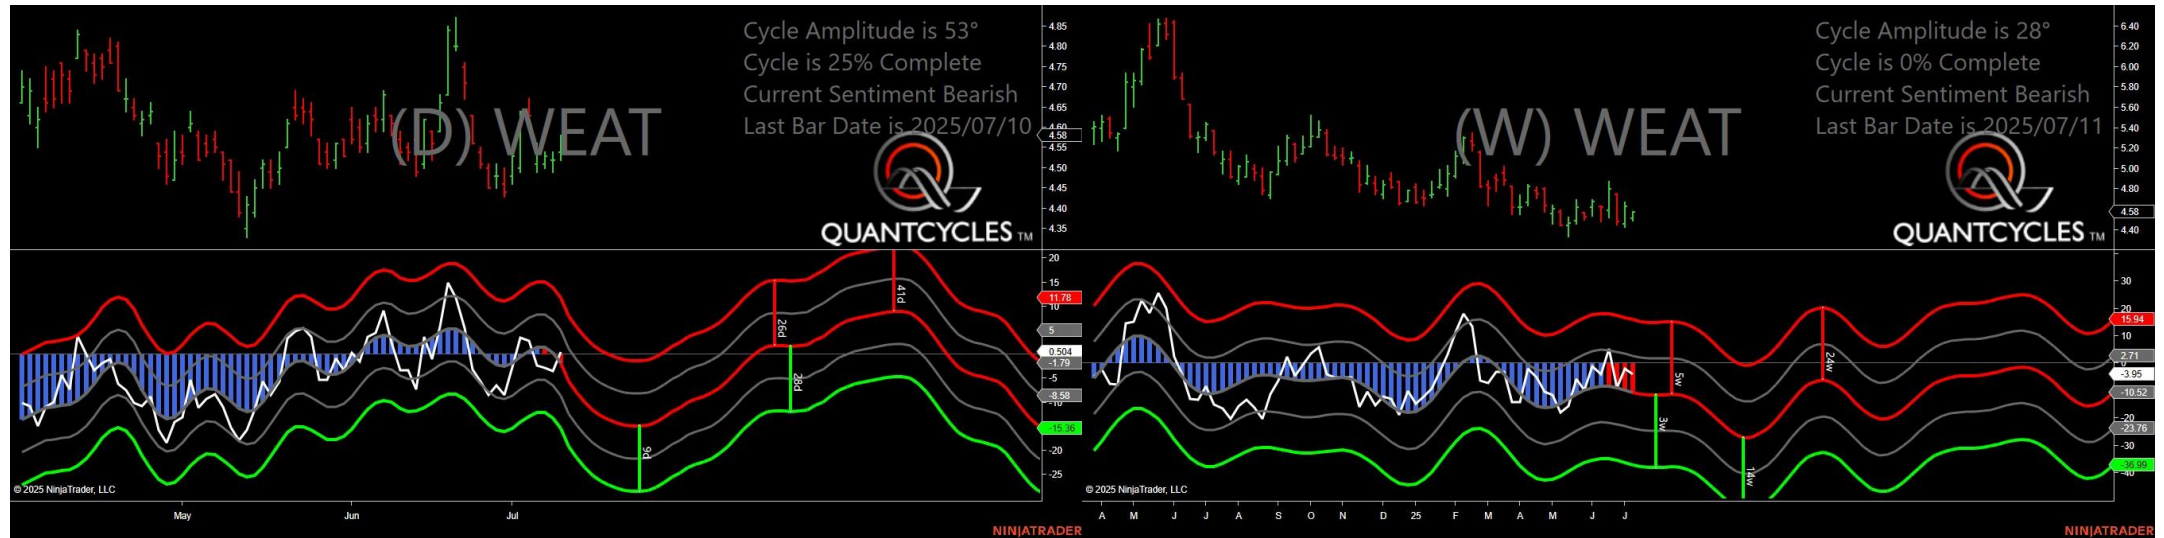 Cycle Amplitude is 53°
Cycle is 25% Complete
Current Sentiment Bearish
Last Bar Date is 2025/07/10
(D) WEAT
QUANTCYCLES TM
4.85
4.80
4.75
4.70
4.65
4.60
4.58
4.55
4.50
4.45
4.40
4.35
20
15
11.78
10
5
0.504
-1.79
-5
-8.58
-10
-15.36
-20
-25
26d
41d
28d
9d
© 2025 NinjaTrader, LLC
May
Jun
Jul
NINJATRADER
Cycle Amplitude is 28°
Cycle is 0% Complete
Current Sentiment Bearish
Last Bar Date is 2025/07/11
(W) WEAT
QUANTCYCLES TM
6.40
6.20
6.00
5.80
5.60
5.40
5.20
5.00
4.80
4.58
4.40
30
20
15.94
10
2.71
-3.95
-10.52
-20
-23.76
-30
-36.99
-40
5w
24w
3w
14w
© 2025 NinjaTrader, LLC
A M J J A S O N D 25 F M A M J J
NINJATRADER